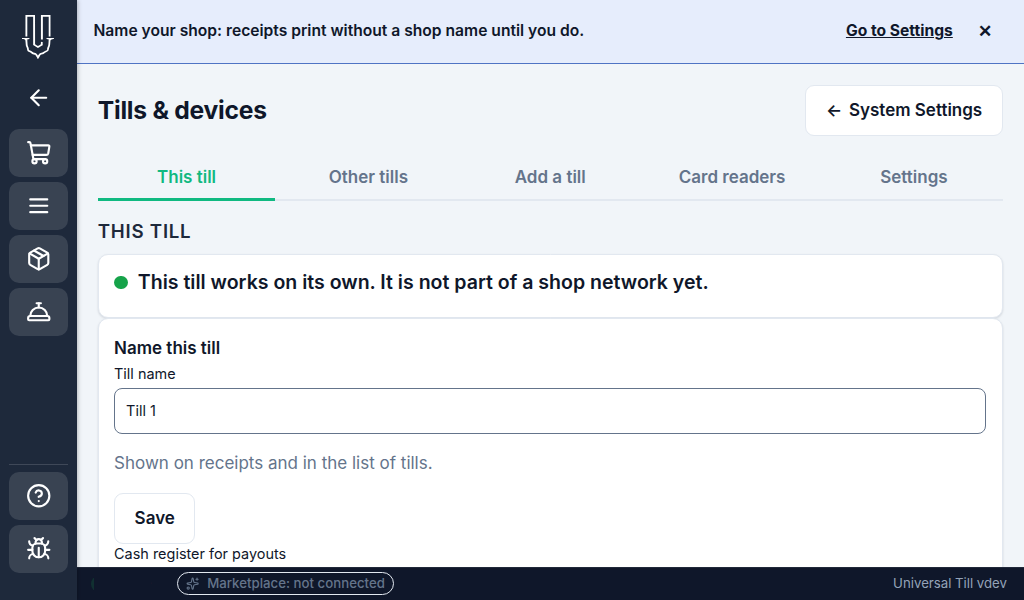 Name your shop: receipts print without a shop name until you do.
Go to Settings ✕
Tills & devices
← System Settings
This till
Other tills
Add a till
Card readers
Settings
THIS TILL
This till works on its own. It is not part of a shop network yet.
Name this till
Till name
Till 1
Shown on receipts and in the list of tills.
Save
Cash register for payouts
Marketplace: not connected
Universal Till vdev